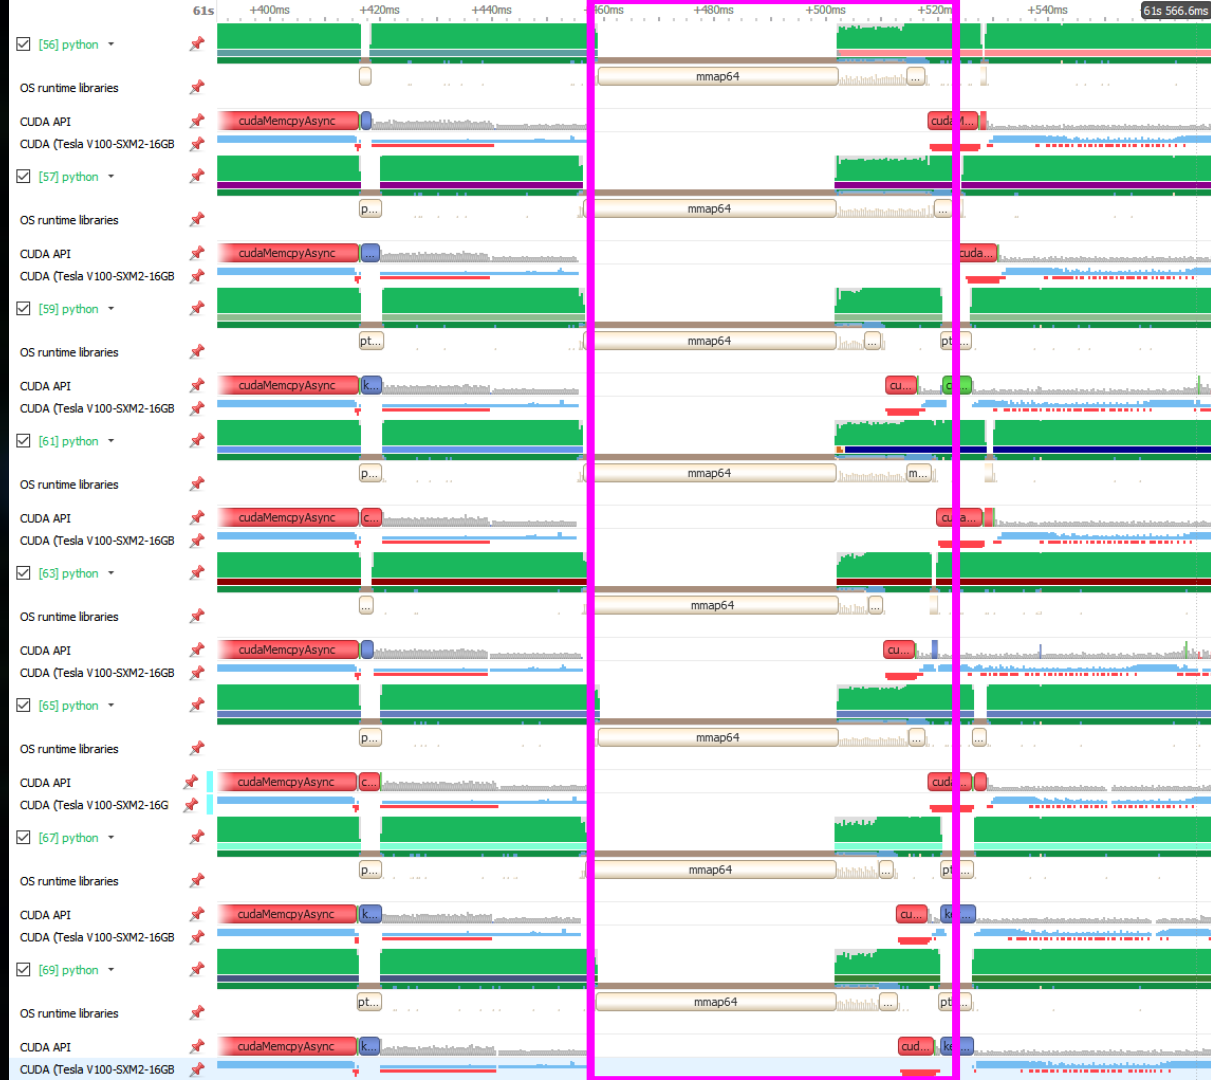 61s +400ms +420ms +440ms 60ms +480ms +500ms +520m +540ms 61s 566.6ms
[56] python
mmap64 ...
OS runtime libraries
CUDA API cudaMemcpyAsync
CUDA (Tesla V100-SXM2-16GB
[57] python
p... mmap64 ...
OS runtime libraries
CUDA API cudaMemcpyAsync ... cuda...
CUDA (Tesla V100-SXM2-16GB
[59] python
pt... mmap64 ...
OS runtime libraries
CUDA API cudaMemcpyAsync k... cu...
CUDA (Tesla V100-SXM2-16GB
[61] python
p... mmap64 m...
OS runtime libraries
CUDA API cudaMemcpyAsync c...
CUDA (Tesla V100-SXM2-16GB
[63] python
... mmap64 ...
OS runtime libraries
CUDA API cudaMemcpyAsync cu...
CUDA (Tesla V100-SXM2-16GB
[65] python
p... mmap64 ... ...
OS runtime libraries
CUDA API cudaMemcpyAsync c...
CUDA (Tesla V100-SXM2-16G
[67] python
p... mmap64 ...
OS runtime libraries
CUDA API cudaMemcpyAsync k... cu...
CUDA (Tesla V100-SXM2-16GB
[69] python
pt... mmap64 ...
OS runtime libraries
CUDA API cudaMemcpyAsync k... cud...
CUDA (Tesla V100-SXM2-16GB